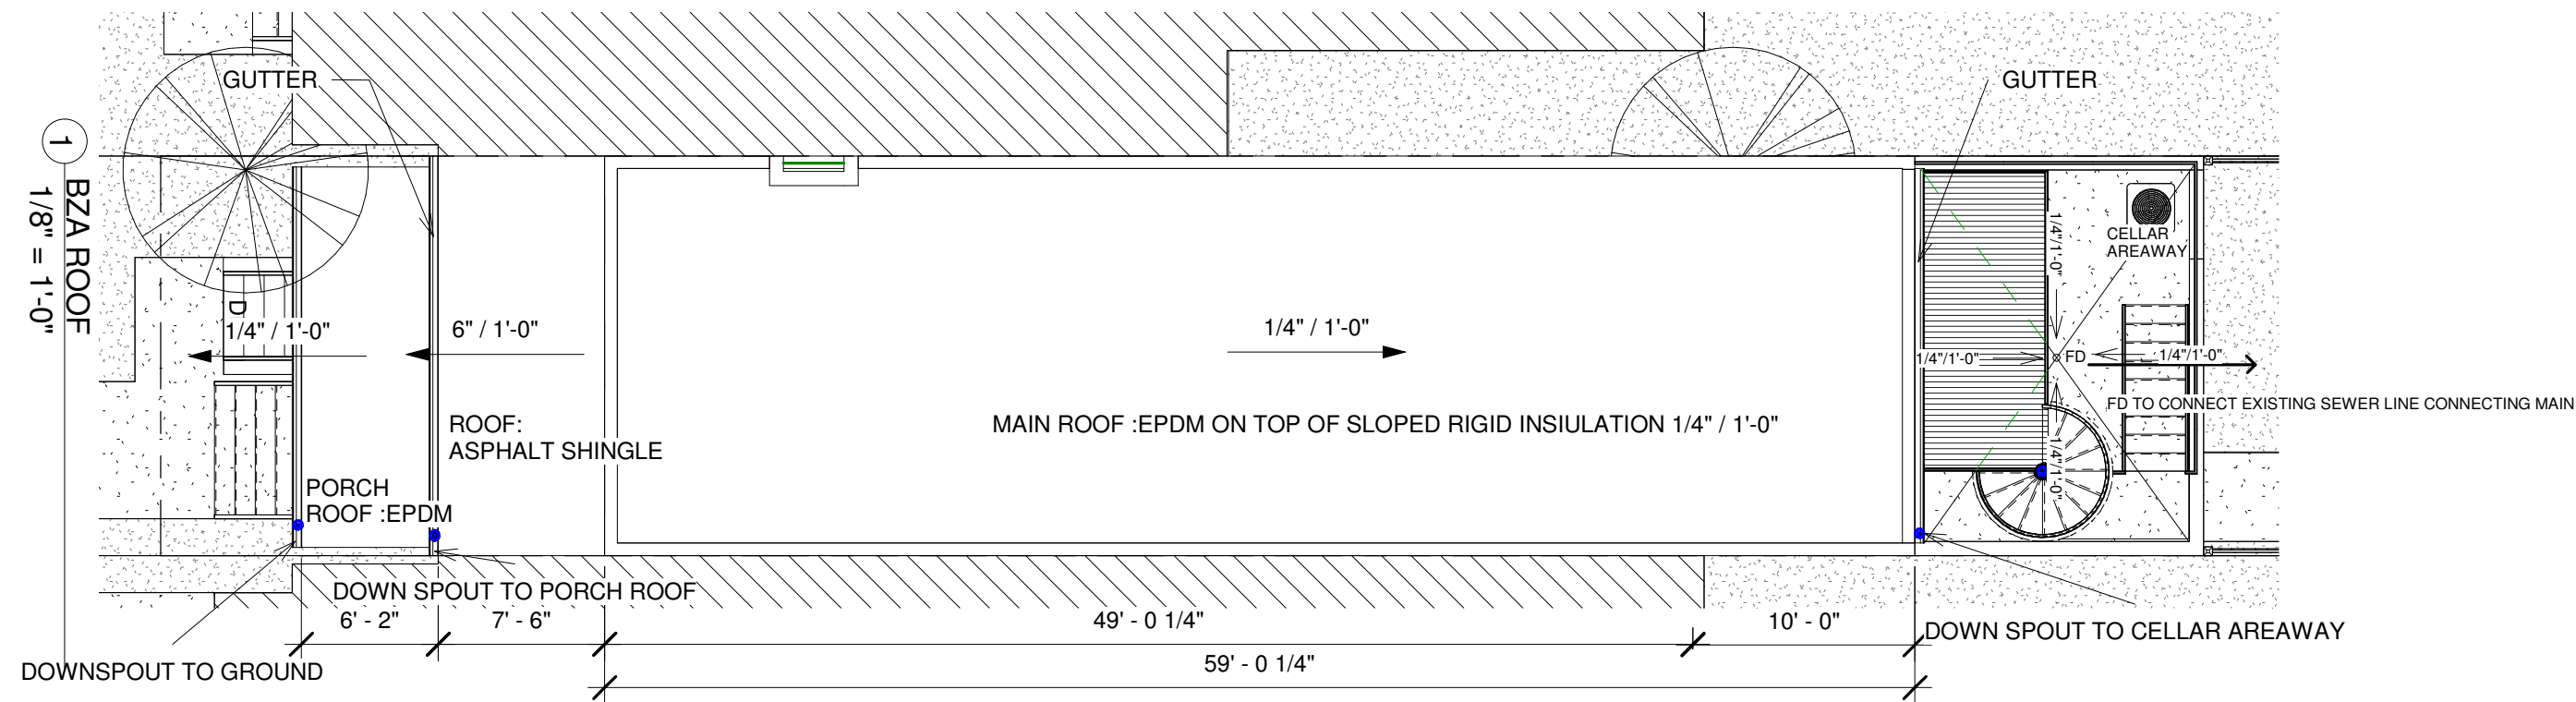 GUTTER
GUTTER
1
BZA ROOF
1/8" = 1'-0"
D
1/4" / 1'-0"
6" / 1'-0"
1/4" / 1'-0"
1/4"/1'-0"
CELLAR
AREAWAY
1/4"/1'-0"
FD
1/4"/1'-0"
FD TO CONNECT EXISTING SEWER LINE CONNECTING MAIN
ROOF:
ASPHALT SHINGLE
MAIN ROOF :EPDM ON TOP OF SLOPED RIGID INSIULATION 1/4" / 1'-0"
1/4"/1'-0"
PORCH
ROOF :EPDM
DOWN SPOUT TO PORCH ROOF
6' - 2"
7' - 6"
49' - 0 1/4"
10' - 0"
DOWN SPOUT TO CELLAR AREAWAY
59' - 0 1/4"
DOWNSPOUT TO GROUND